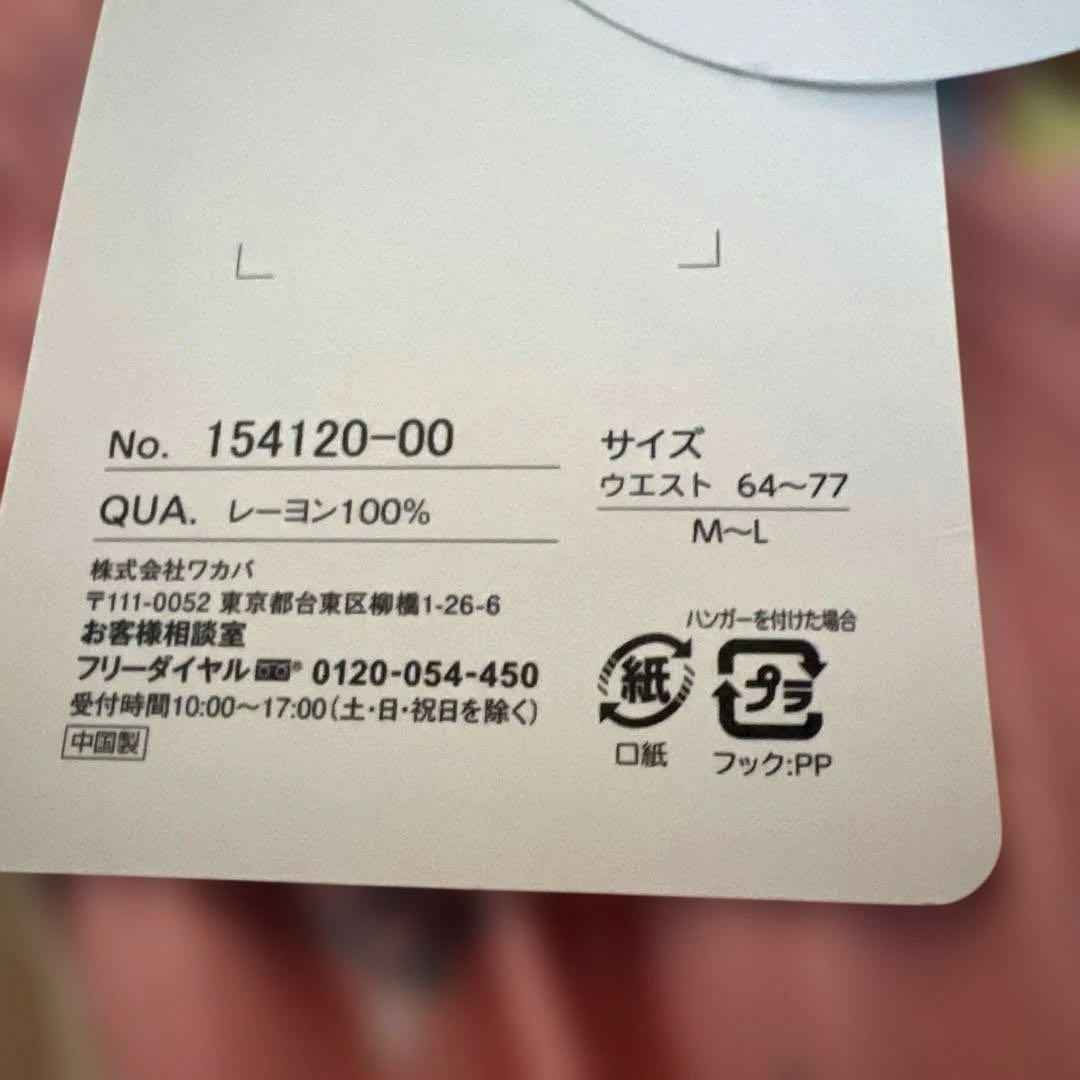 No. 154120-00
QUA. レーヨン100%
株式会社ワカバ
〒111-0052 東京都台東区柳橋1-26-6
お客様相談室
フリーダイヤル 0120-054-450
受付時間10:00〜17:00(土・日・祝日を除く)
中国製
サイズ
ウエスト 64〜77
M〜L
ハンガーを付けた場合
紙
プラ
口紙
フック:PP